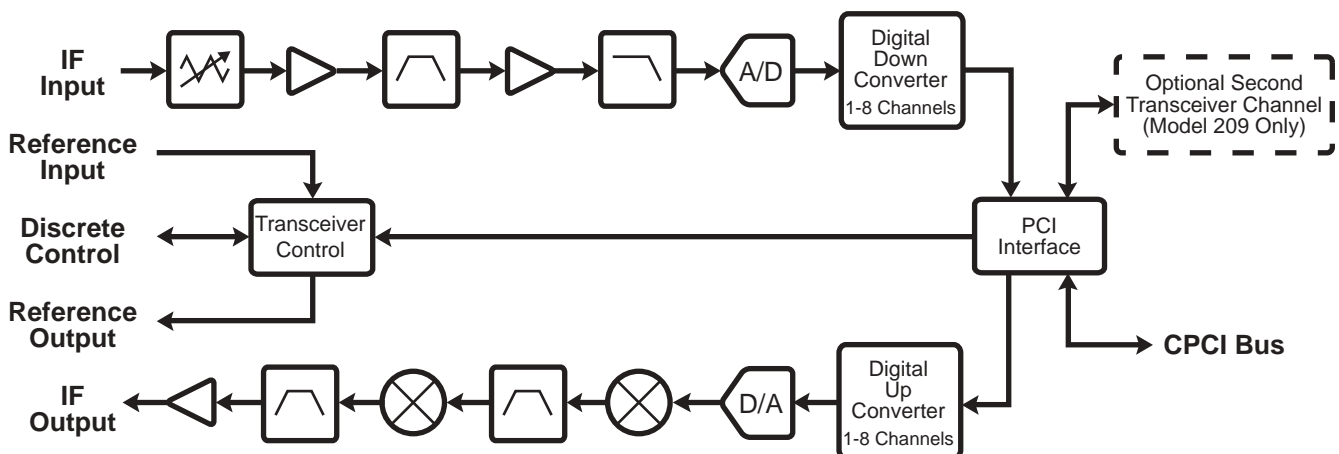 IF
Input
A/D
Digital
Down
Converter
1-8 Channels
Optional Second
Transceiver Channel
(Model 209 Only)
Reference
Input
Discrete
Control
Transceiver
Control
PCI
Interface
Reference
Output
CPCI Bus
IF
Output
D/A
Digital
Up
Converter
1-8 Channels